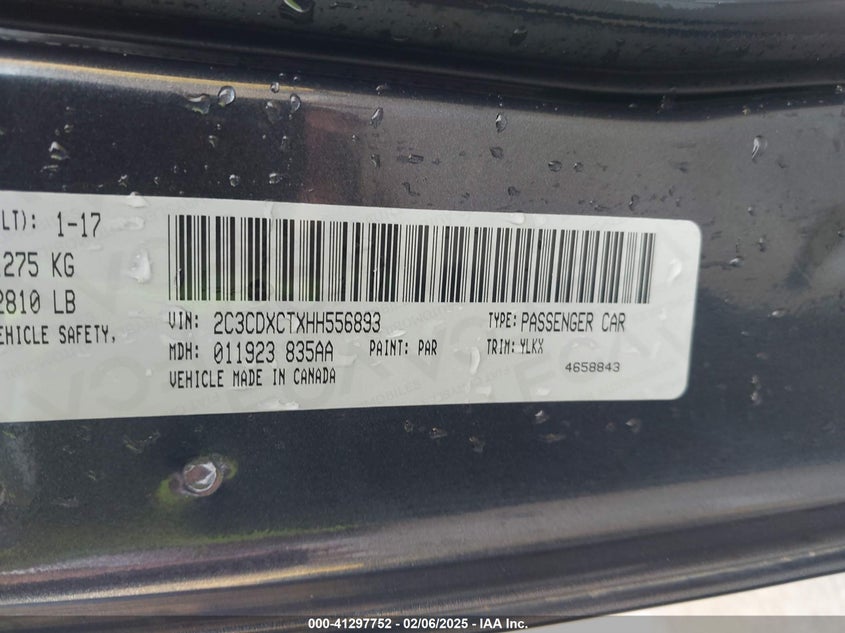 LT): 1-17
275 KG
2810 LB
EHICLE SAFETY,
VIN: 2C3CDXCTXHH556893 TYPE: PASSENGER CAR
MDH: 011923 835AA PAINT: PAR TRIM: YLKX
VEHICLE MADE IN CANADA 4658843
000-41297752 - 02/06/2025 - IAA Inc.